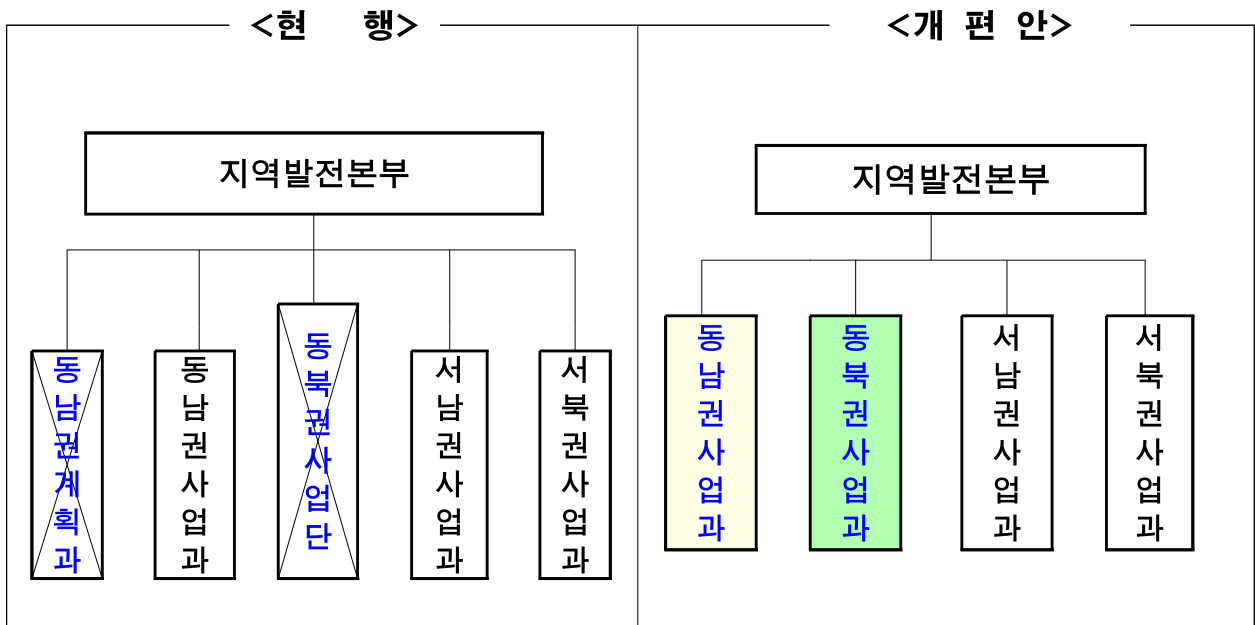 <현 행>
지역발전본부
동남권계획과
동남권사업과
동북권사업단
서남권사업과
서북권사업과
<개 편 안>
지역발전본부
동남권사업과
동북권사업과
서남권사업과
서북권사업과